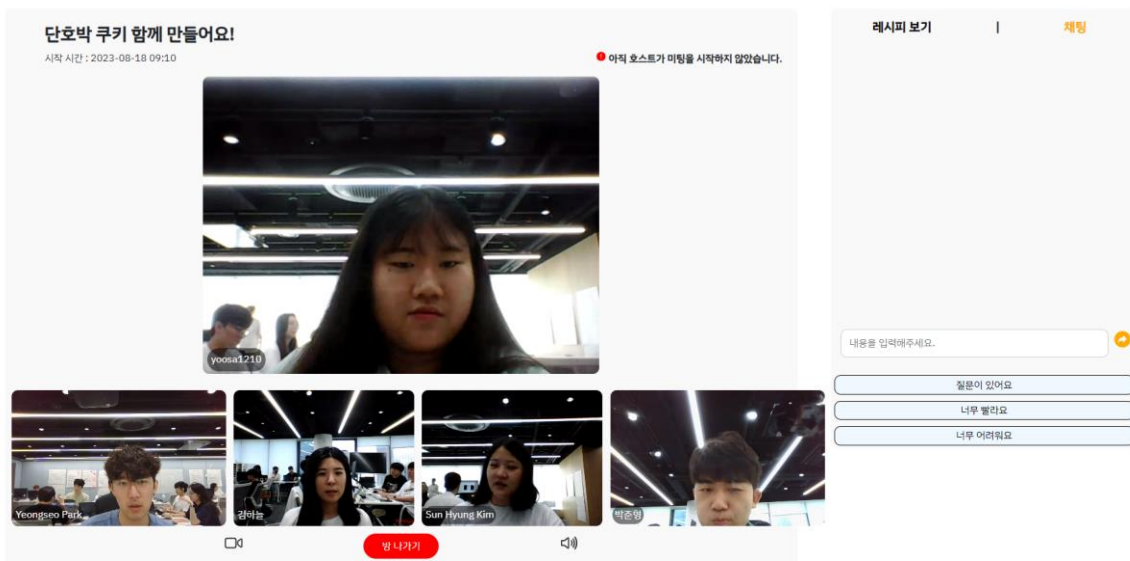 단호박 쿠키 함께 만들어요!
시작 시간 : 2023-08-18 09:10
아직 호스트가 미팅을 시작하지 않았습니다.
yoosa1210
Yeongseo Park
김하늘
Sun Hyung Kim
박준영
방 나가기
레시피 보기 | 채팅
내용을 입력해주세요.
질문이 있어요
너무 빨라요
너무 어려워요